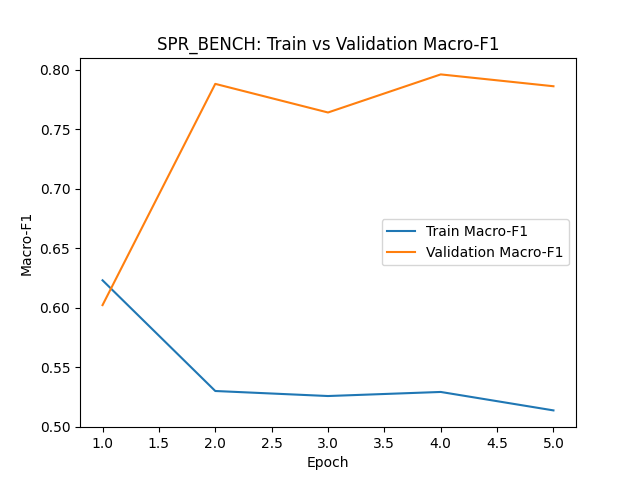 SPR_BENCH: Train vs Validation Macro-F1
Macro-F1
0.80
0.75
0.70
0.65
0.60
0.55
0.50
Train Macro-F1
Validation Macro-F1
1.0 1.5 2.0 2.5 3.0 3.5 4.0 4.5 5.0
Epoch